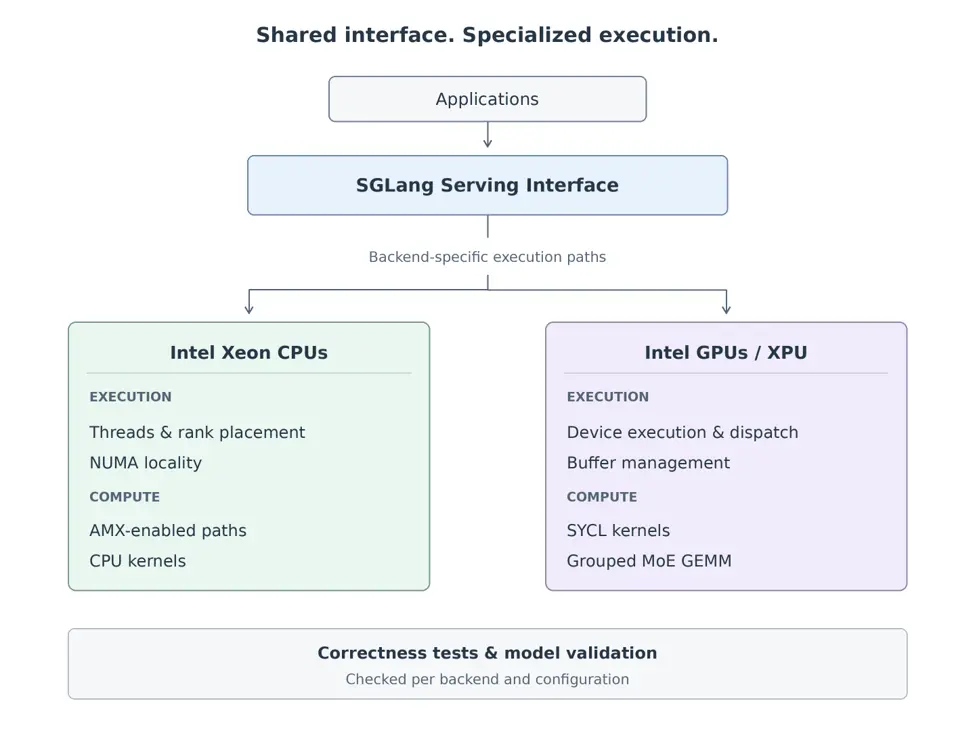 Shared interface. Specialized execution.
Applications
SGLang Serving Interface
Backend-specific execution paths
Intel Xeon CPUs
EXECUTION
Threads & rank placement
NUMA locality
COMPUTE
AMX-enabled paths
CPU kernels
Intel GPUs / XPU
EXECUTION
Device execution & dispatch
Buffer management
COMPUTE
SYCL kernels
Grouped MoE GEMM
Correctness tests & model validation
Checked per backend and configuration